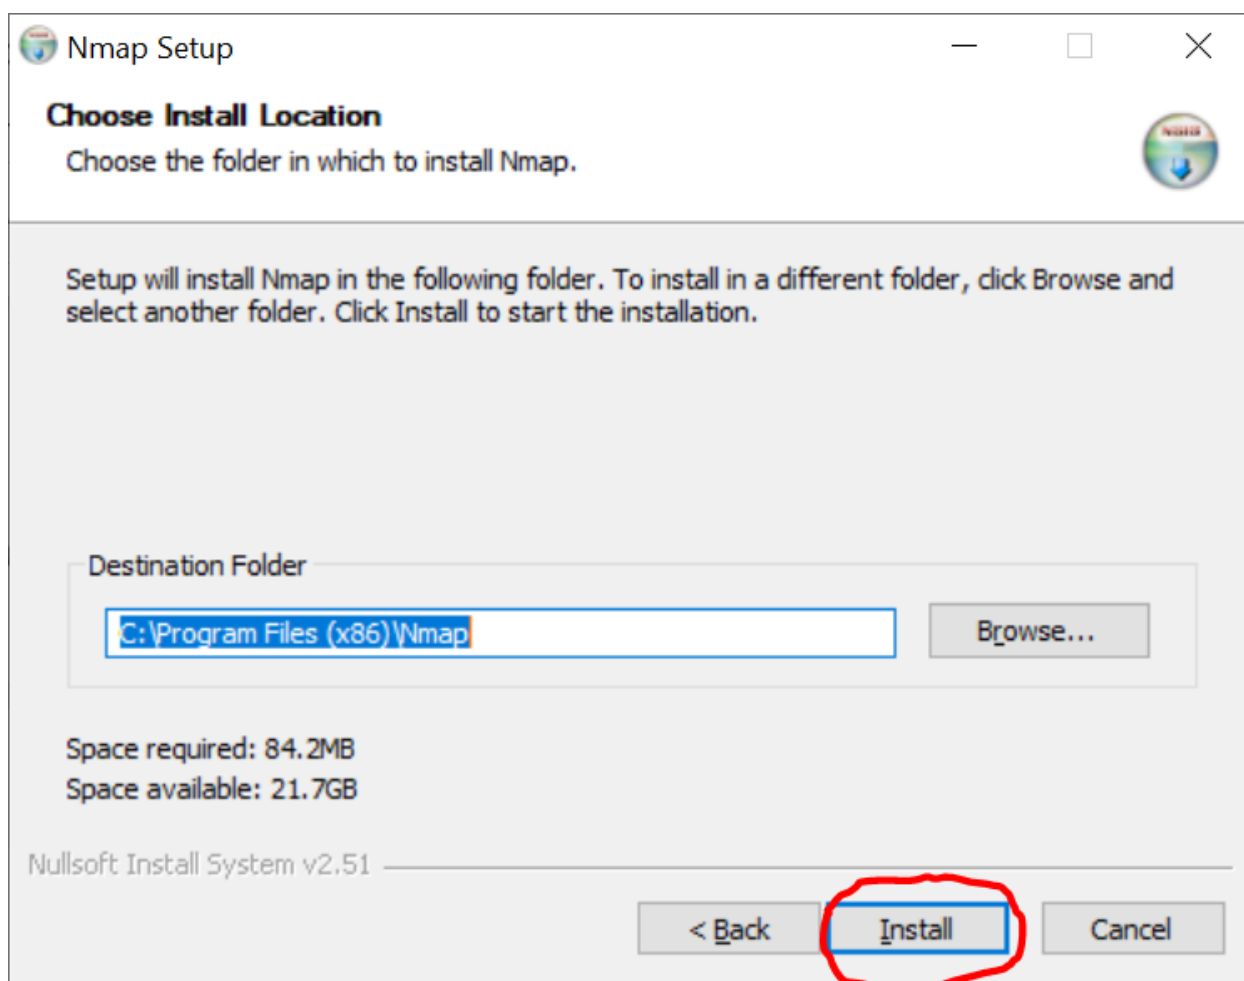 Nmap Setup
Choose Install Location
Choose the folder in which to install Nmap.
Setup will install Nmap in the following folder. To install in a different folder, click Browse and
select another folder. Click Install to start the installation.
Destination Folder
C:\Program Files (x86)\Nmap
Browse...
Space required: 84.2MB
Space available: 21.7GB
Nullsoft Install System v2.51
< Back
Install
Cancel